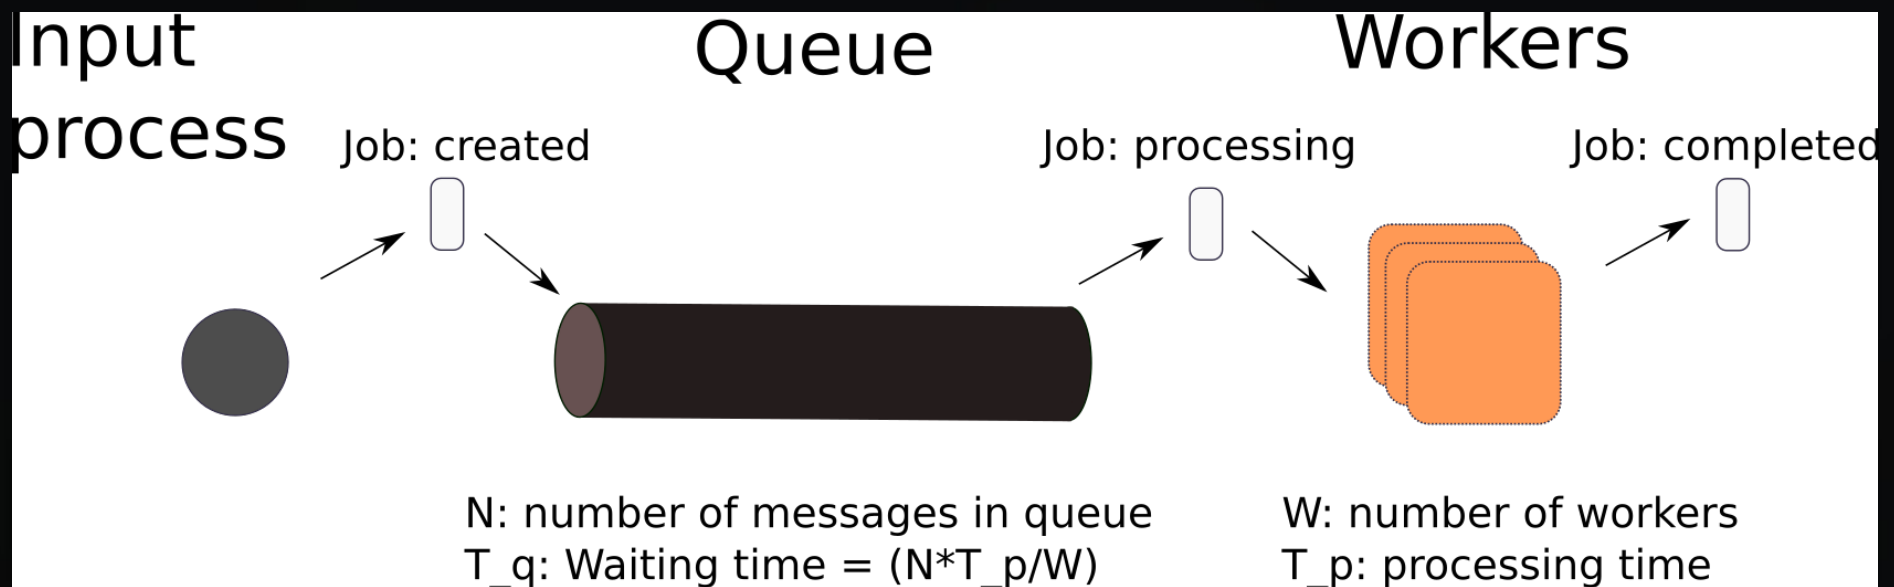 Input
process
Queue
Workers
Job: created
Job: processing
Job: completed
N: number of messages in queue
T_q: Waiting time = (N*T_p/W)
W: number of workers
T_p: processing time